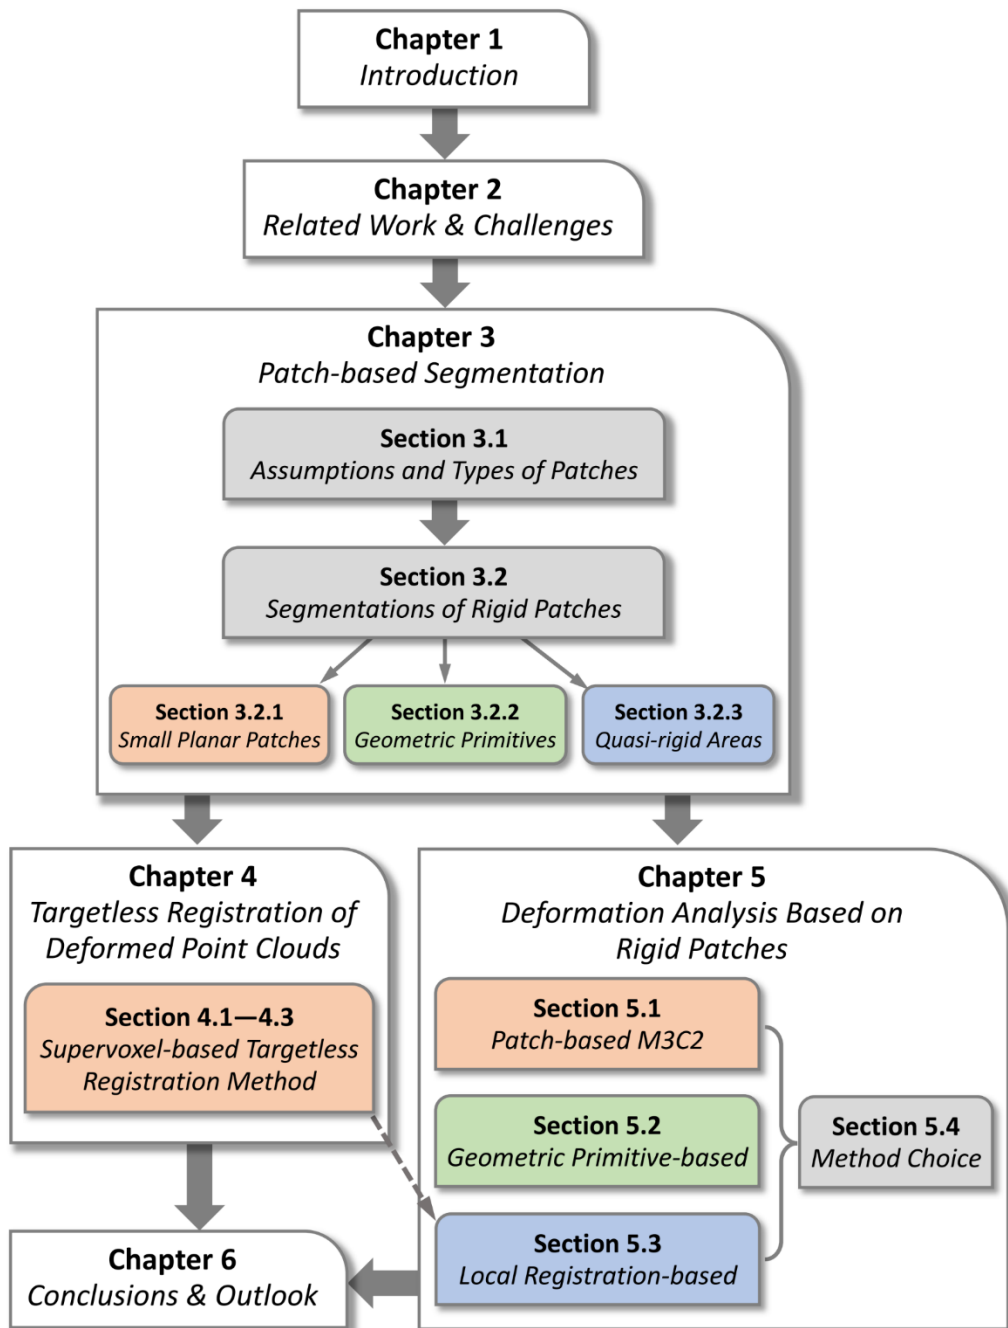 Chapter 1
Introduction
Chapter 2
Related Work & Challenges
Chapter 3
Patch-based Segmentation
Section 3.1
Assumptions and Types of Patches
Section 3.2
Segmentations of Rigid Patches
Section 3.2.1
Small Planar Patches
Section 3.2.2
Geometric Primitives
Section 3.2.3
Quasi-rigid Areas
Chapter 4
Targetless Registration of
Deformed Point Clouds
Section 4.1—4.3
Supervoxel-based Targetless
Registration Method
Chapter 5
Deformation Analysis Based on
Rigid Patches
Section 5.1
Patch-based M3C2
Section 5.2
Geometric Primitive-based
Section 5.3
Local Registration-based
Section 5.4
Method Choice
Chapter 6
Conclusions & Outlook